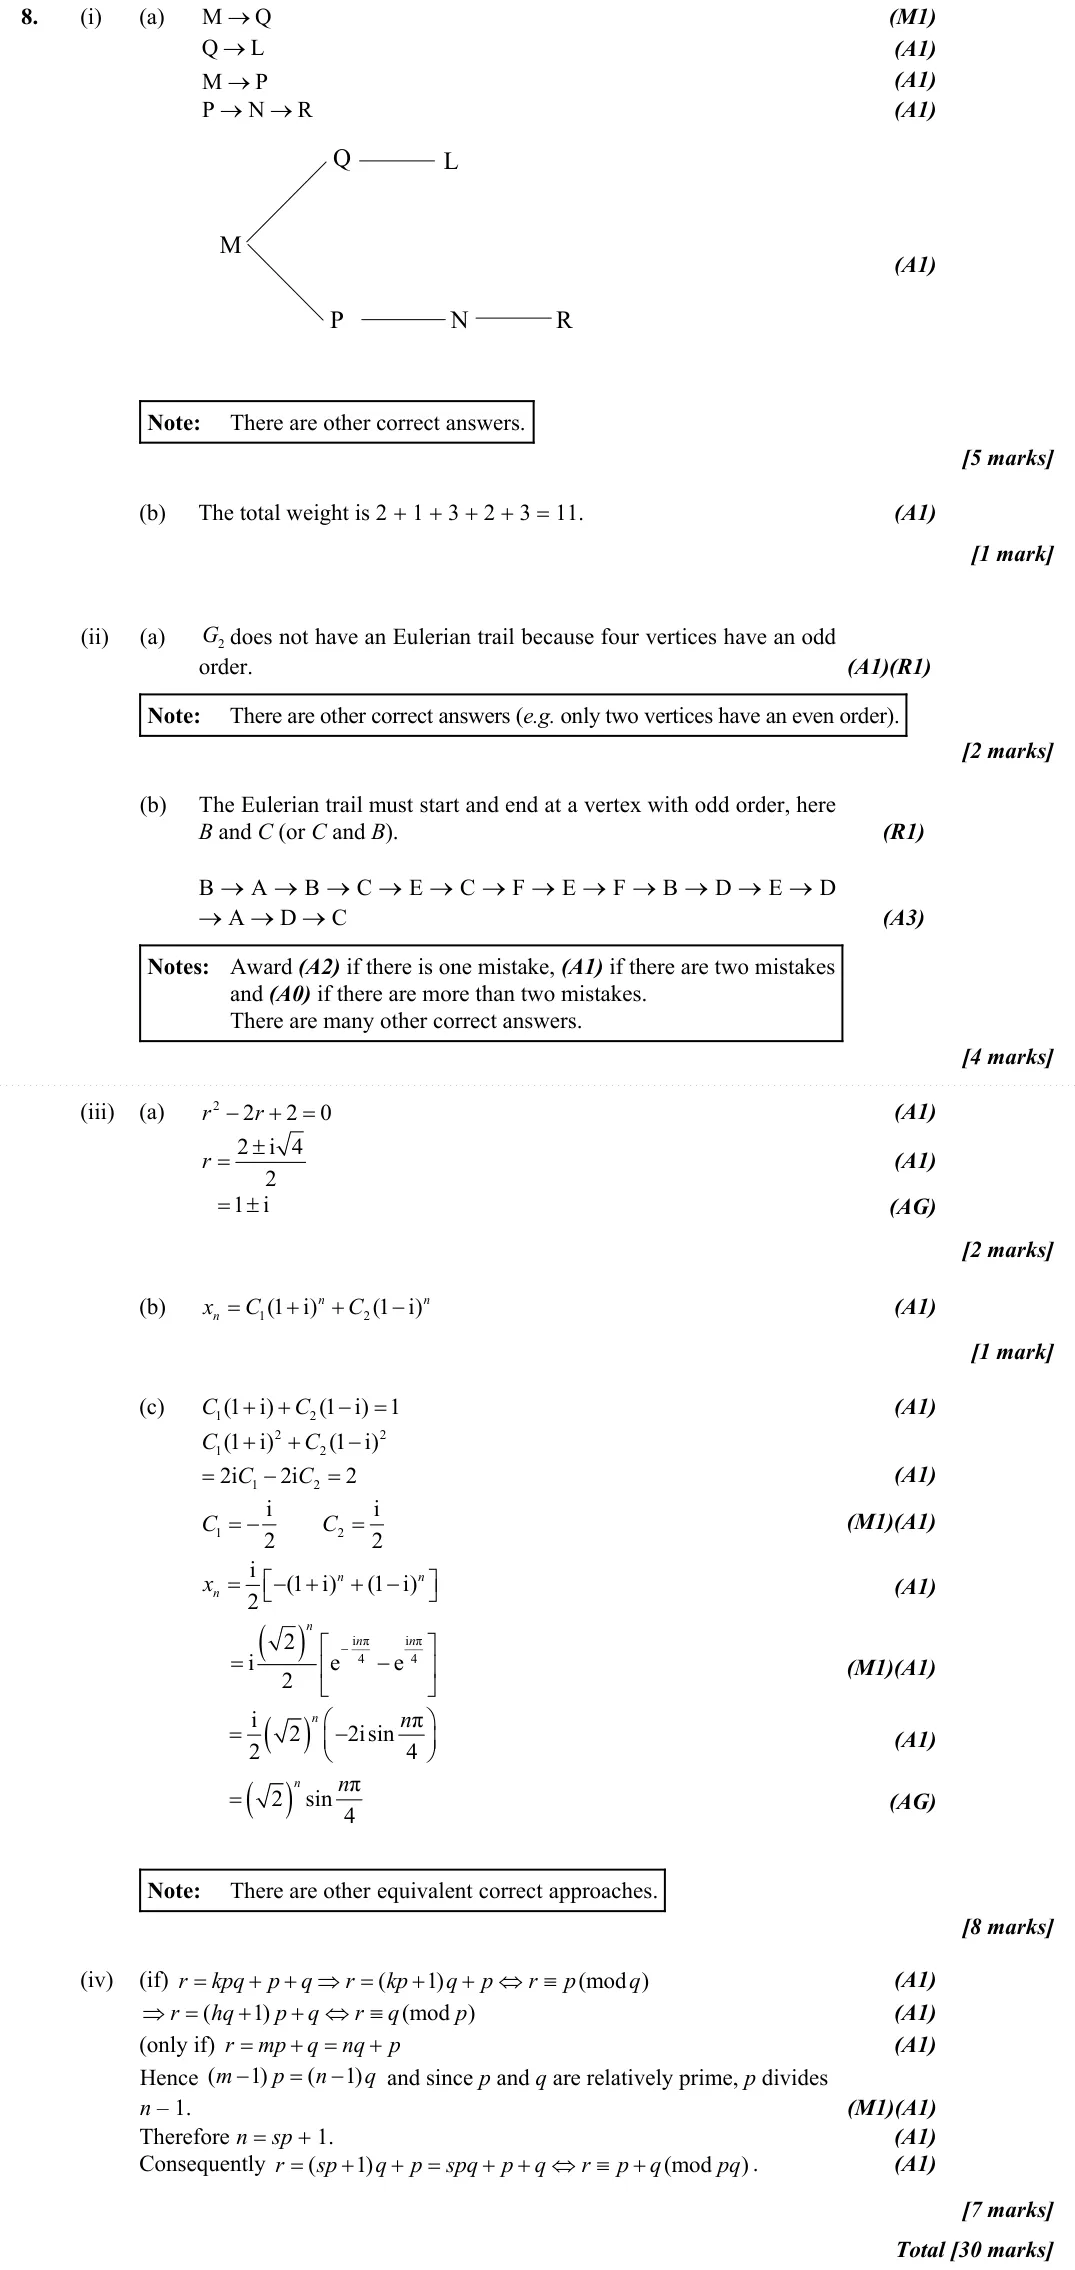 8. (i) (a) M → Q (M1)
Q → L (A1)
M → P (A1)
P → N → R (A1)
Q L
M
(A1)
P N R
Note: There are other correct answers.
[5 marks]
(b) The total weight is 2 + 1 + 3 + 2 + 3 = 11. (A1)
[1 mark]
(ii) (a) G₂ does not have an Eulerian trail because four vertices have an odd
order. (A1)(R1)
Note: There are other correct answers (e.g. only two vertices have an even order).
[2 marks]
(b) The Eulerian trail must start and end at a vertex with odd order, here
B and C (or C and B). (R1)
B → A → B → C → E → C → F → E → F → B → D → E → D
→ A → D → C (A3)
Notes: Award (A2) if there is one mistake, (A1) if there are two mistakes
and (A0) if there are more than two mistakes.
There are many other correct answers.
[4 marks]
(iii) (a) r² − 2r + 2 = 0 (A1)
r = (2 ± i√4)/2 (A1)
= 1 ± i (AG)
[2 marks]
(b) xₙ = C₁(1 + i)ⁿ + C₂(1 − i)ⁿ (A1)
[1 mark]
(c) C₁(1 + i) + C₂(1 − i) = 1 (A1)
C₁(1 + i)² + C₂(1 − i)²
= 2iC₁ − 2iC₂ = 2 (A1)
C₁ = −i/2 C₂ = i/2 (M1)(A1)
xₙ = i/2[−(1 + i)ⁿ + (1 − i)ⁿ] (A1)
= i (√2)ⁿ/2 [e^(−inπ/4) − e^(inπ/4)] (M1)(A1)
= i/2 (√2)ⁿ (−2i sin nπ/4) (A1)
= (√2)ⁿ sin nπ/4 (AG)
Note: There are other equivalent correct approaches.
[8 marks]
(iv) (if) r = kpq + p + q ⇒ r = (kp + 1)q + p ⇔ r ≡ p(mod q) (A1)
⇒ r = (hq + 1)p + q ⇔ r ≡ q(mod p) (A1)
(only if) r = mp + q = nq + p (A1)
Hence (m − 1)p = (n − 1)q and since p and q are relatively prime, p divides
n – 1. (M1)(A1)
Therefore n = sp + 1. (A1)
Consequently r = (sp + 1)q + p = spq + p + q ⇔ r ≡ p + q(mod pq). (A1)
[7 marks]
Total [30 marks]